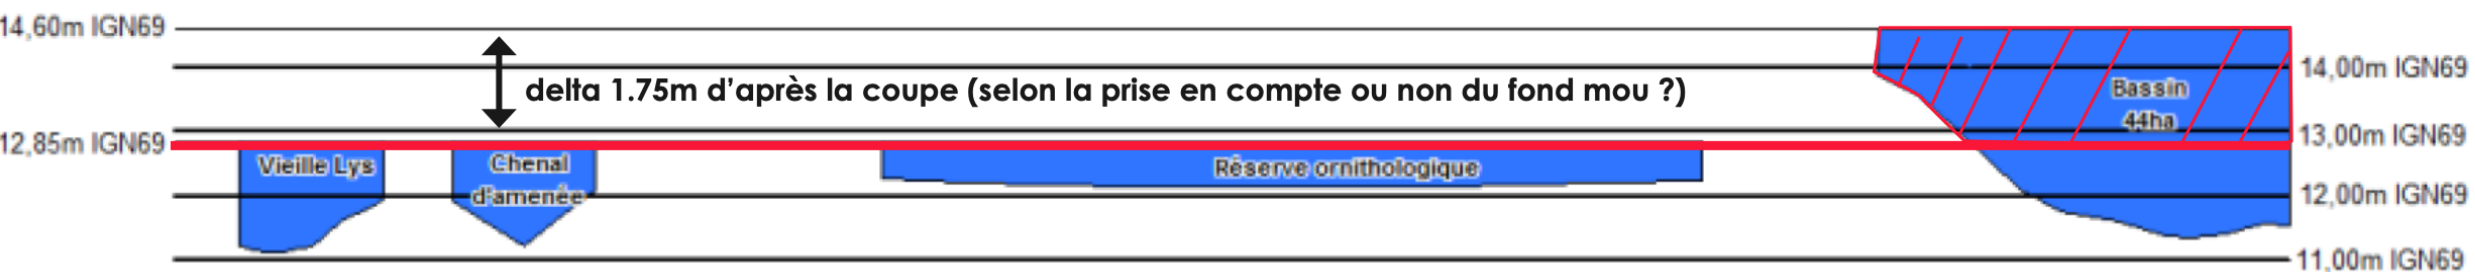 14,60m IGN69
14,00m IGN69
delta 1.75m d'après la coupe (selon la prise en compte ou non du fond mou ?)
Bassin
44ha
13,00m IGN69
12,85m IGN69
Vieille Lys
Chenal
d'amenée
Réserve ornithologique
12,00m IGN69
11,00m IGN69